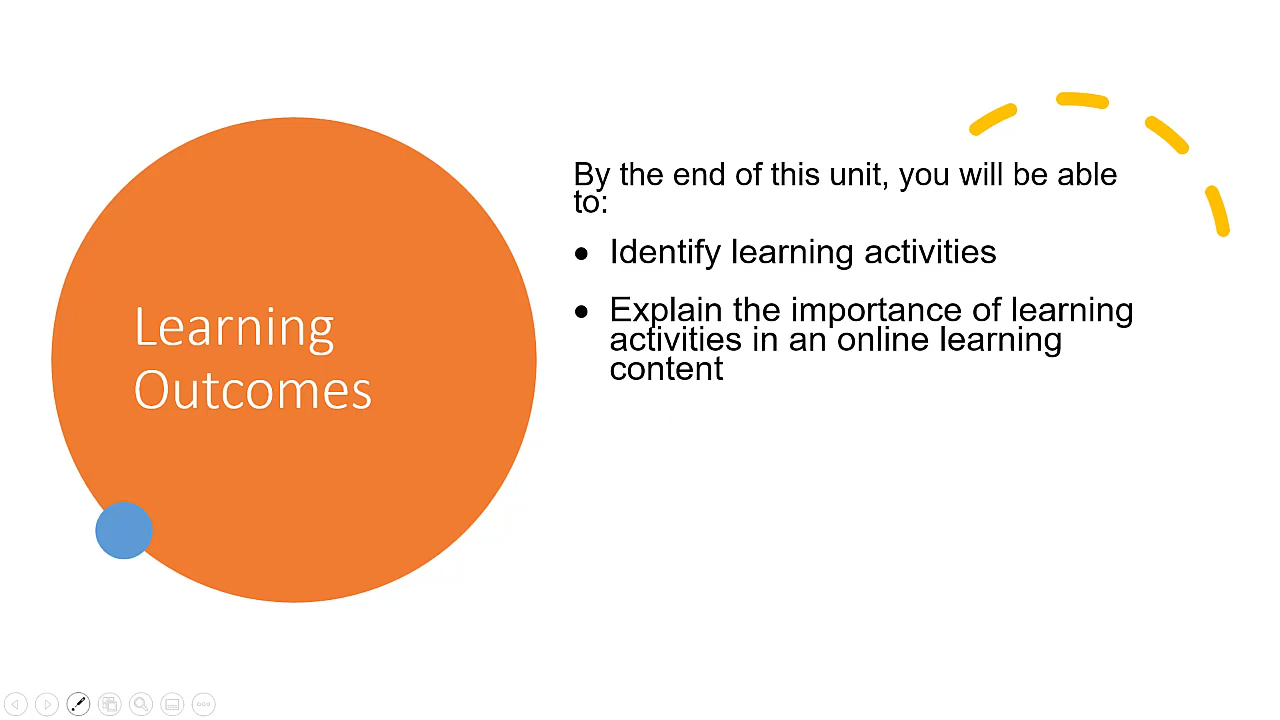 Learning
Outcomes
By the end of this unit, you will be able
to:
• Identify learning activities
• Explain the importance of learning
activities in an online learning
content